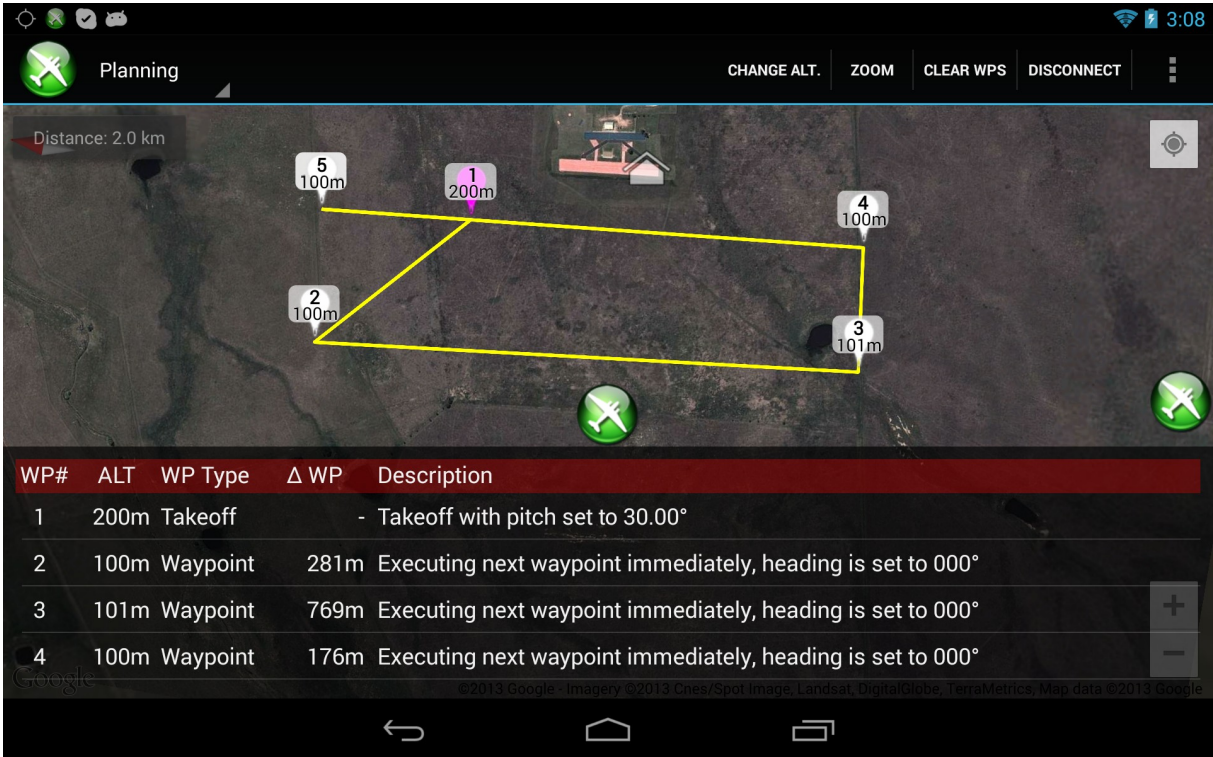 3:08
Planning
CHANGE ALT. ZOOM CLEAR WPS DISCONNECT
Distance: 2.0 km
5
100m
1
200m
4
100m
2
100m
3
101m
WP# ALT WP Type Δ WP Description
1 200m Takeoff - Takeoff with pitch set to 30.00°
2 100m Waypoint 281m Executing next waypoint immediately, heading is set to 000°
3 101m Waypoint 769m Executing next waypoint immediately, heading is set to 000°
4 100m Waypoint 176m Executing next waypoint immediately, heading is set to 000°
Google
©2013 Google - Imagery ©2013 Cnes/Spot Image, Landsat, DigitalGlobe, TerraMetrics, Map data ©2013 Google